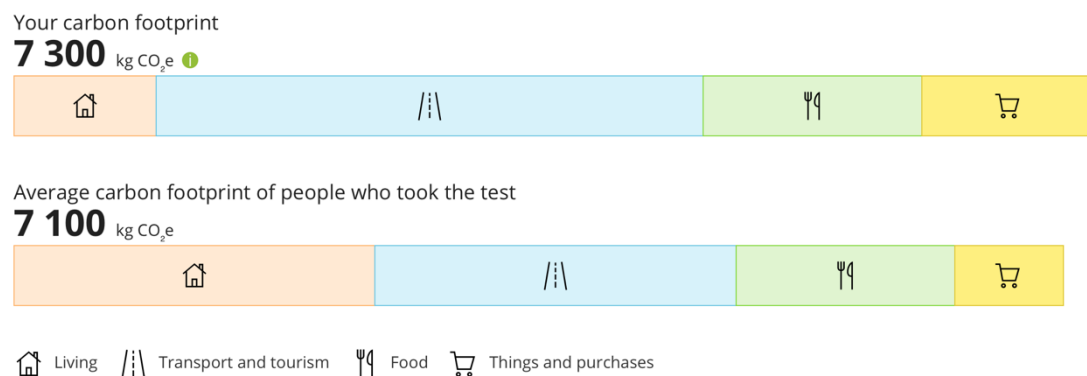 Your carbon footprint
7 300 kg CO₂e i
Average carbon footprint of people who took the test
7 100 kg CO₂e
Living Transport and tourism Food Things and purchases